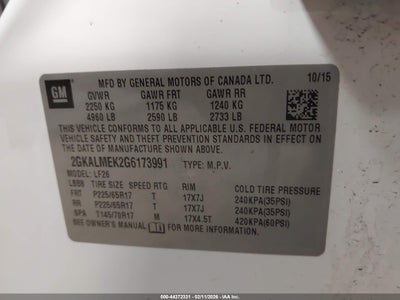 GM
MFD BY GENERAL MOTORS OF CANADA LTD. 10/15
GVWR GAWR FRT GAWR RR
2250 KG 1175 KG 1240 KG
4960 LB 2590 LB 2733 LB
THIS VEHICLE CONFORMS TO ALL APPLICABLE U.S. FEDERAL MOTOR
VEHICLE SAFETY AND THEFT PREVENTION STANDARDS IN EFFECT
ON THE DATE OF MANUFACTURE SHOWN ABOVE.
2GKALMEK2G6173991 TYPE: M.P.V.
MODEL: LF26
TIRE SIZE SPEED RTG RIM COLD TIRE PRESSURE
FRT P225/65R17 T 17X7J 240KPA(35PSI)
RR P225/65R17 T 17X7J 240KPA(35PSI)
SPA T145/70R17 M 17X4.5T 420KPA(60PSI)
SEE OWNER'S MANUAL FOR ADDITIONAL INFORMATION.
000-44372331 - 02/11/2026 - IAA Holdings, LLC